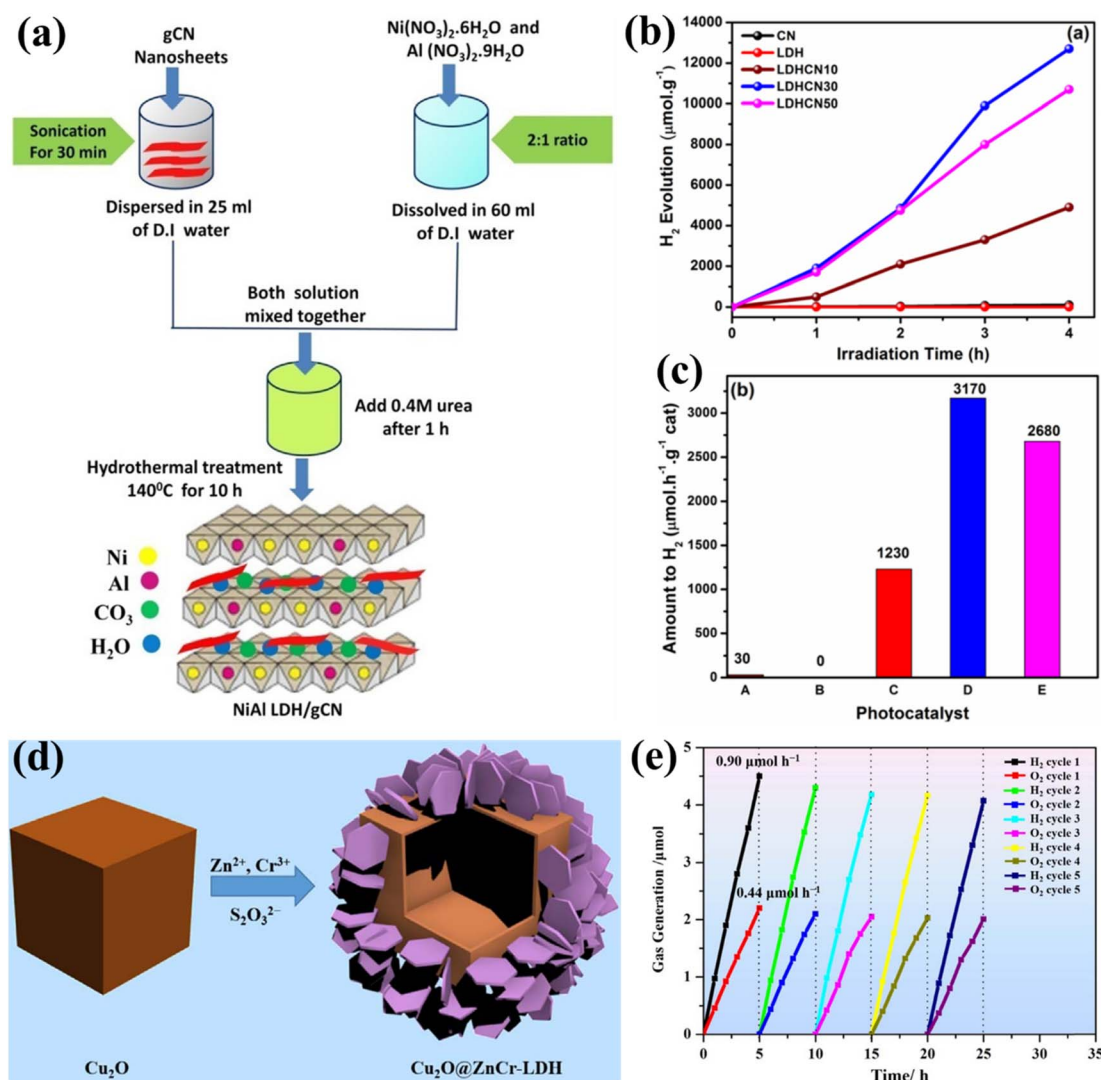 (a)
gCN
Nanosheets
Ni(NO₃)₂.6H₂O and
Al (NO₃)₂.9H₂O
Sonication
For 30 min
2:1 ratio
Dispersed in 25 ml
of D.I water
Dissolved in 60 ml
of D.I water
Both solution
mixed together
Add 0.4M urea
after 1 h
Hydrothermal treatment
140⁰C for 10 h
Ni
Al
CO₃
H₂O
NiAl LDH/gCN
(b)
(a)
CN
LDH
LDHCN10
LDHCN30
LDHCN50
H₂ Evolution (μmol.g⁻¹)
14000
12000
10000
8000
6000
4000
2000
0
0 1 2 3 4
Irradiation Time (h)
(c)
(b)
Amount to H₂ (μmol.h⁻¹.g⁻¹ cat)
3000
2500
2000
1500
1000
500
0
30
0
1230
3170
2680
A B C D E
Photocatalyst
(d)
Zn²⁺, Cr³⁺
S₂O₃²⁻
Cu₂O
Cu₂O@ZnCr-LDH
(e)
Gas Generation /μmol
5
4
3
2
1
0
0.90 μmol h⁻¹
0.44 μmol h⁻¹
H₂ cycle 1
O₂ cycle 1
H₂ cycle 2
O₂ cycle 2
H₂ cycle 3
O₂ cycle 3
H₂ cycle 4
O₂ cycle 4
H₂ cycle 5
O₂ cycle 5
0 5 10 15 20 25 30 35
Time/ h